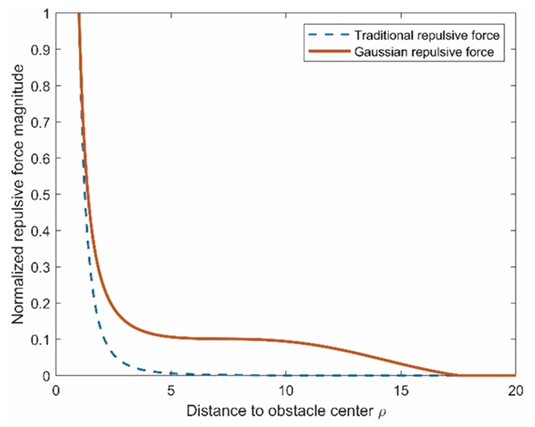 Traditional repulsive force
Gaussian repulsive force
Normalized repulsive force magnitude
1
0.9
0.8
0.7
0.6
0.5
0.4
0.3
0.2
0.1
0
0 5 10 15 20
Distance to obstacle center ρ